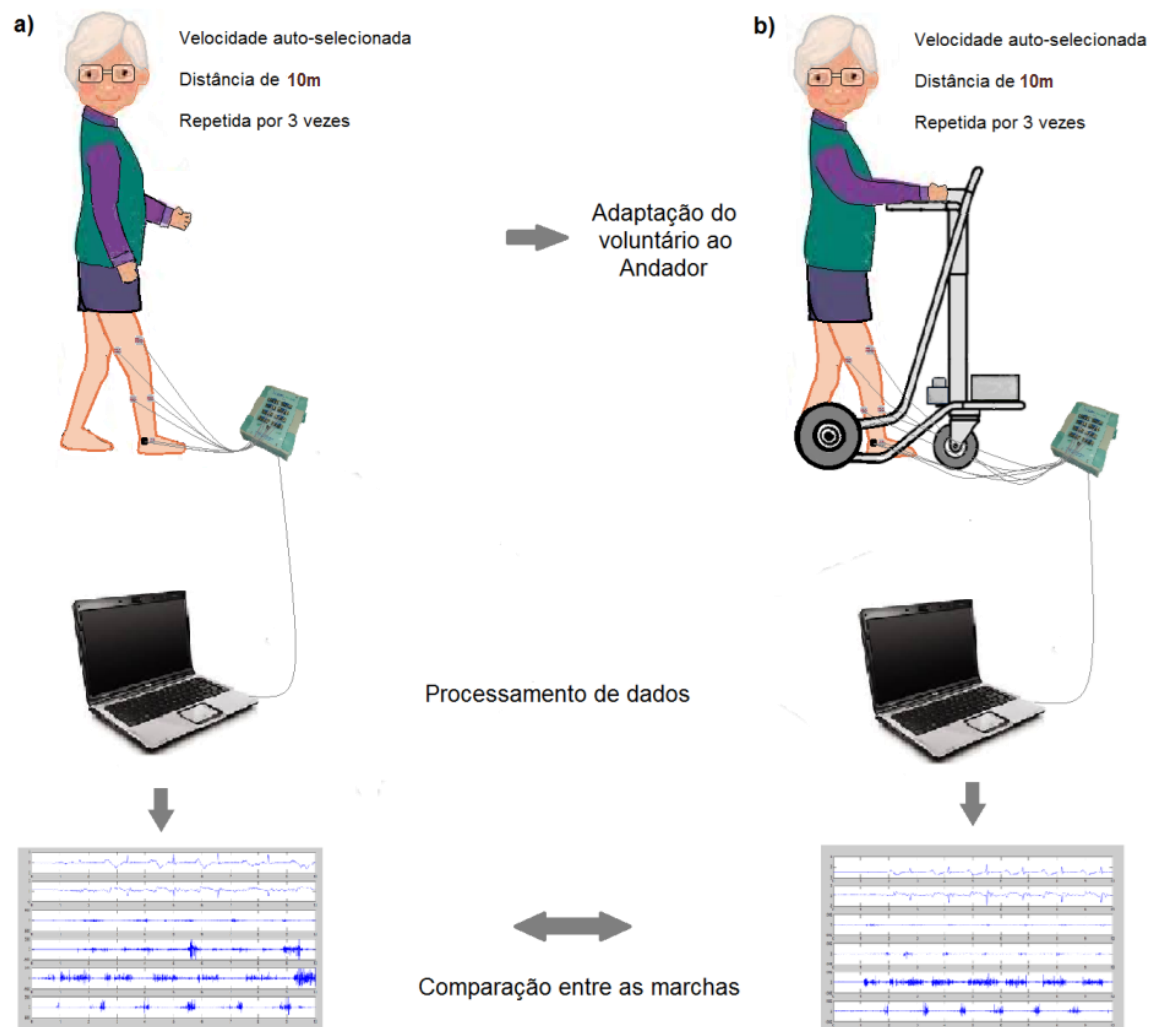 a)
Velocidade auto-selecionada
Distância de 10m
Repetida por 3 vezes
Adaptação do
voluntário ao
Andador
b)
Velocidade auto-selecionada
Distância de 10m
Repetida por 3 vezes
Processamento de dados
Comparação entre as marchas